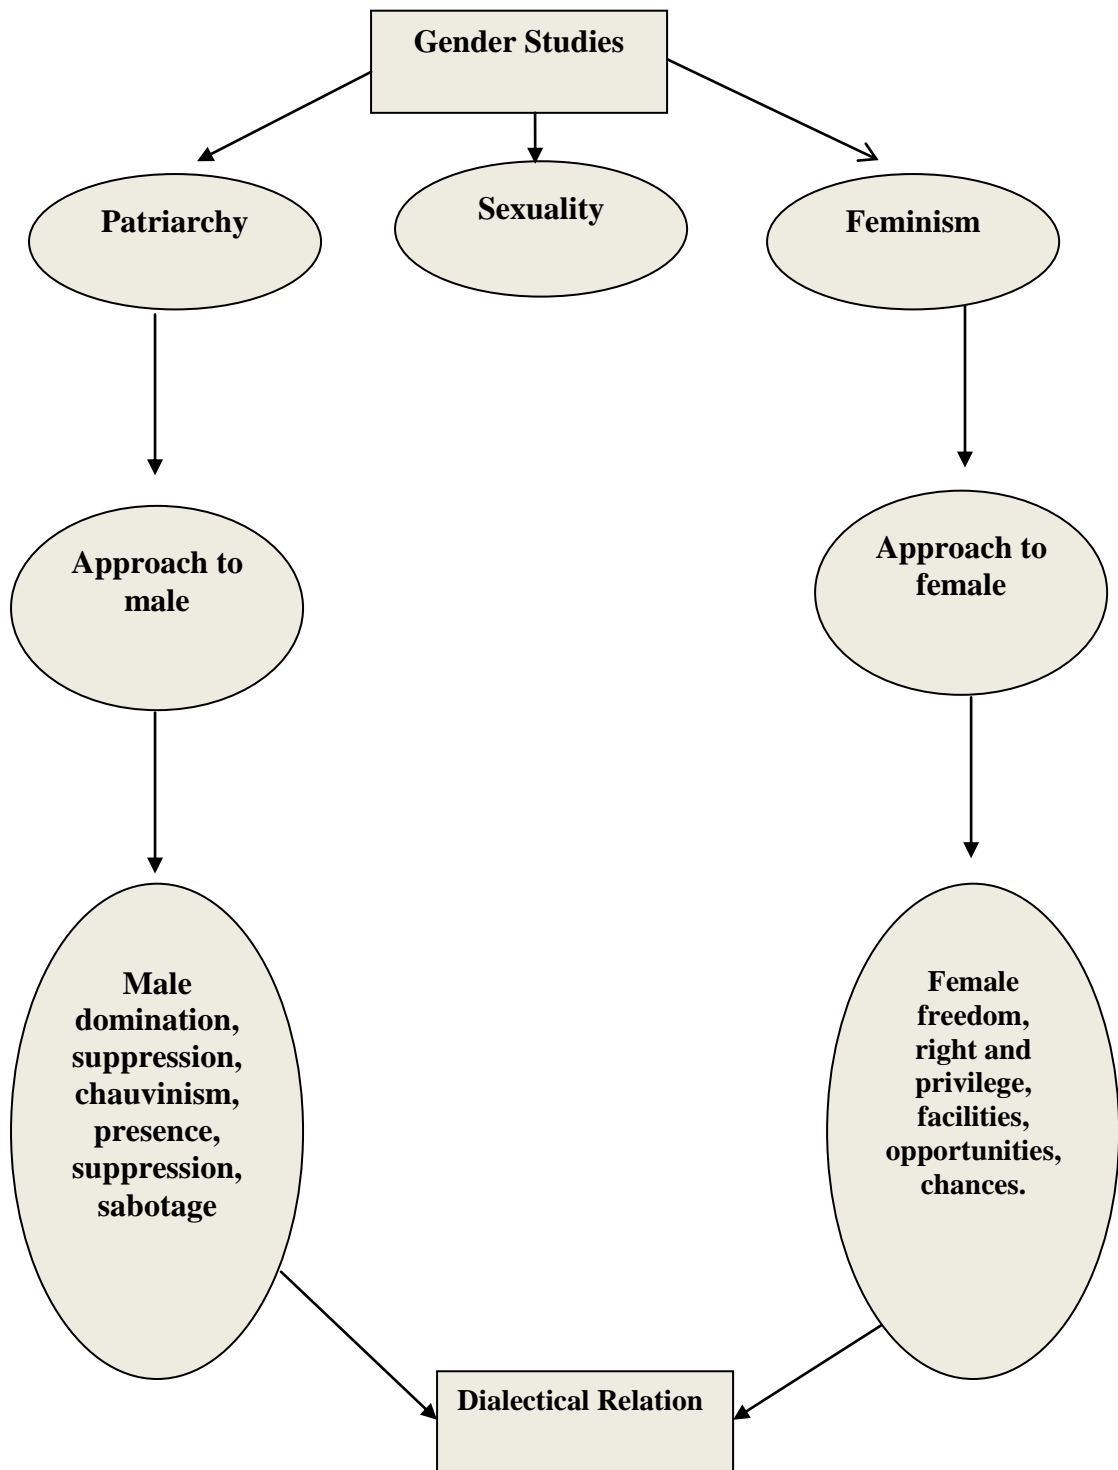 Gender Studies
Patriarchy
Sexuality
Feminism
Approach to
male
Approach to
female
Male
domination,
suppression,
chauvinism,
presence,
suppression,
sabotage
Female
freedom,
right and
privilege,
facilities,
opportunities,
chances.
Dialectical Relation